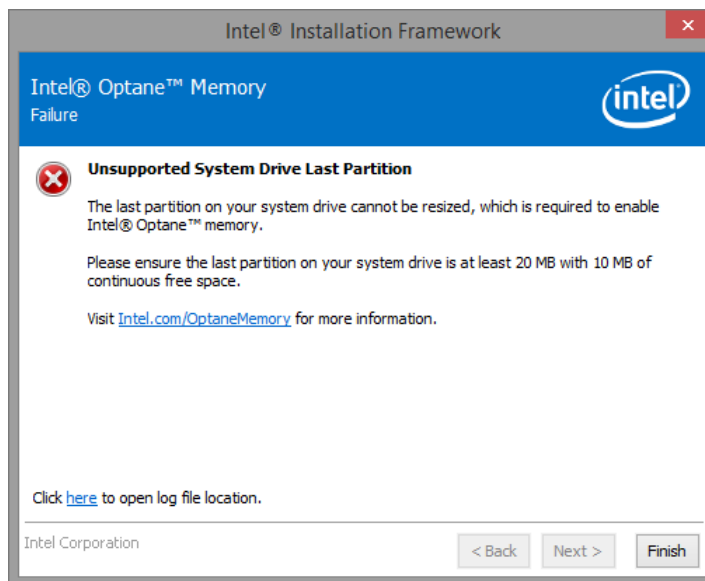 Intel® Installation Framework
Intel® Optane™ Memory
Failure
intel
Unsupported System Drive Last Partition
The last partition on your system drive cannot be resized, which is required to enable
Intel® Optane™ memory.
Please ensure the last partition on your system drive is at least 20 MB with 10 MB of
continuous free space.
Visit Intel.com/OptaneMemory for more information.
Click here to open log file location.
Intel Corporation
< Back Next > Finish